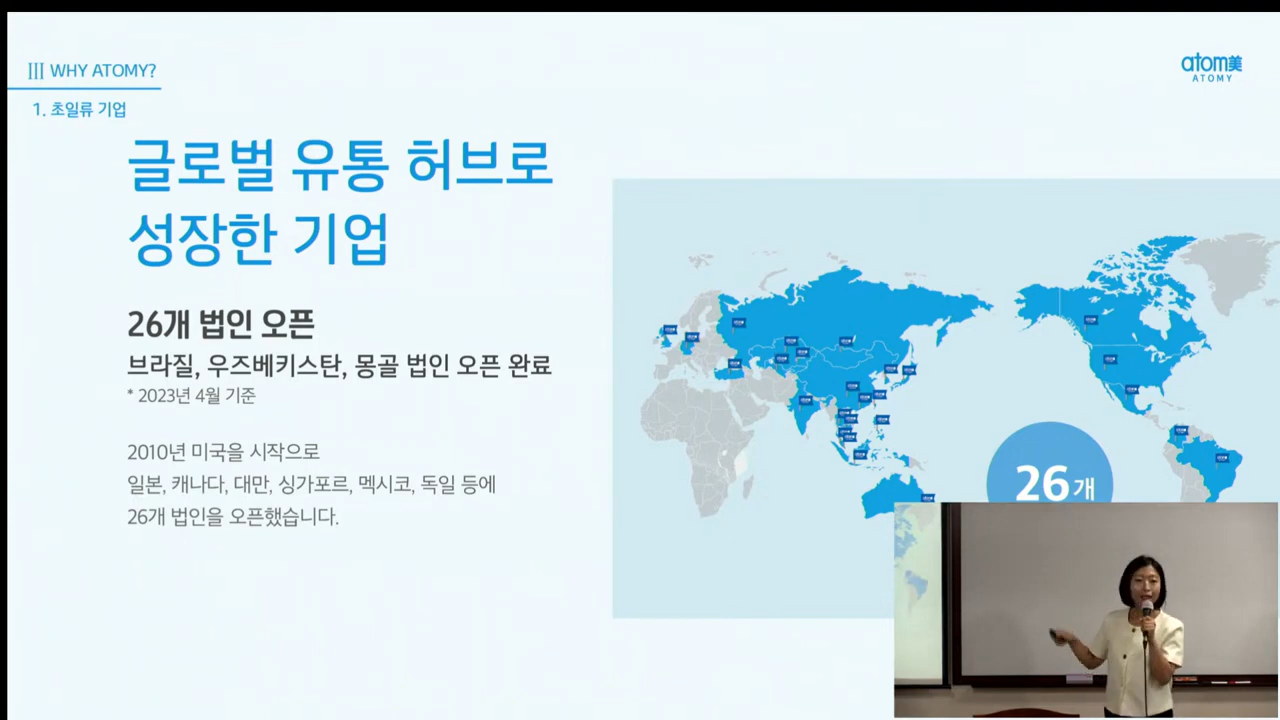 III WHY ATOMY?
atom美
ATOMY
1. 초일류 기업
글로벌 유통 허브로
성장한 기업
26개 법인 오픈
브라질, 우즈베키스탄, 몽골 법인 오픈 완료
* 2023년 4월 기준
2010년 미국을 시작으로
일본, 캐나다, 대만, 싱가포르, 멕시코, 독일 등에
26개 법인을 오픈했습니다.
26개